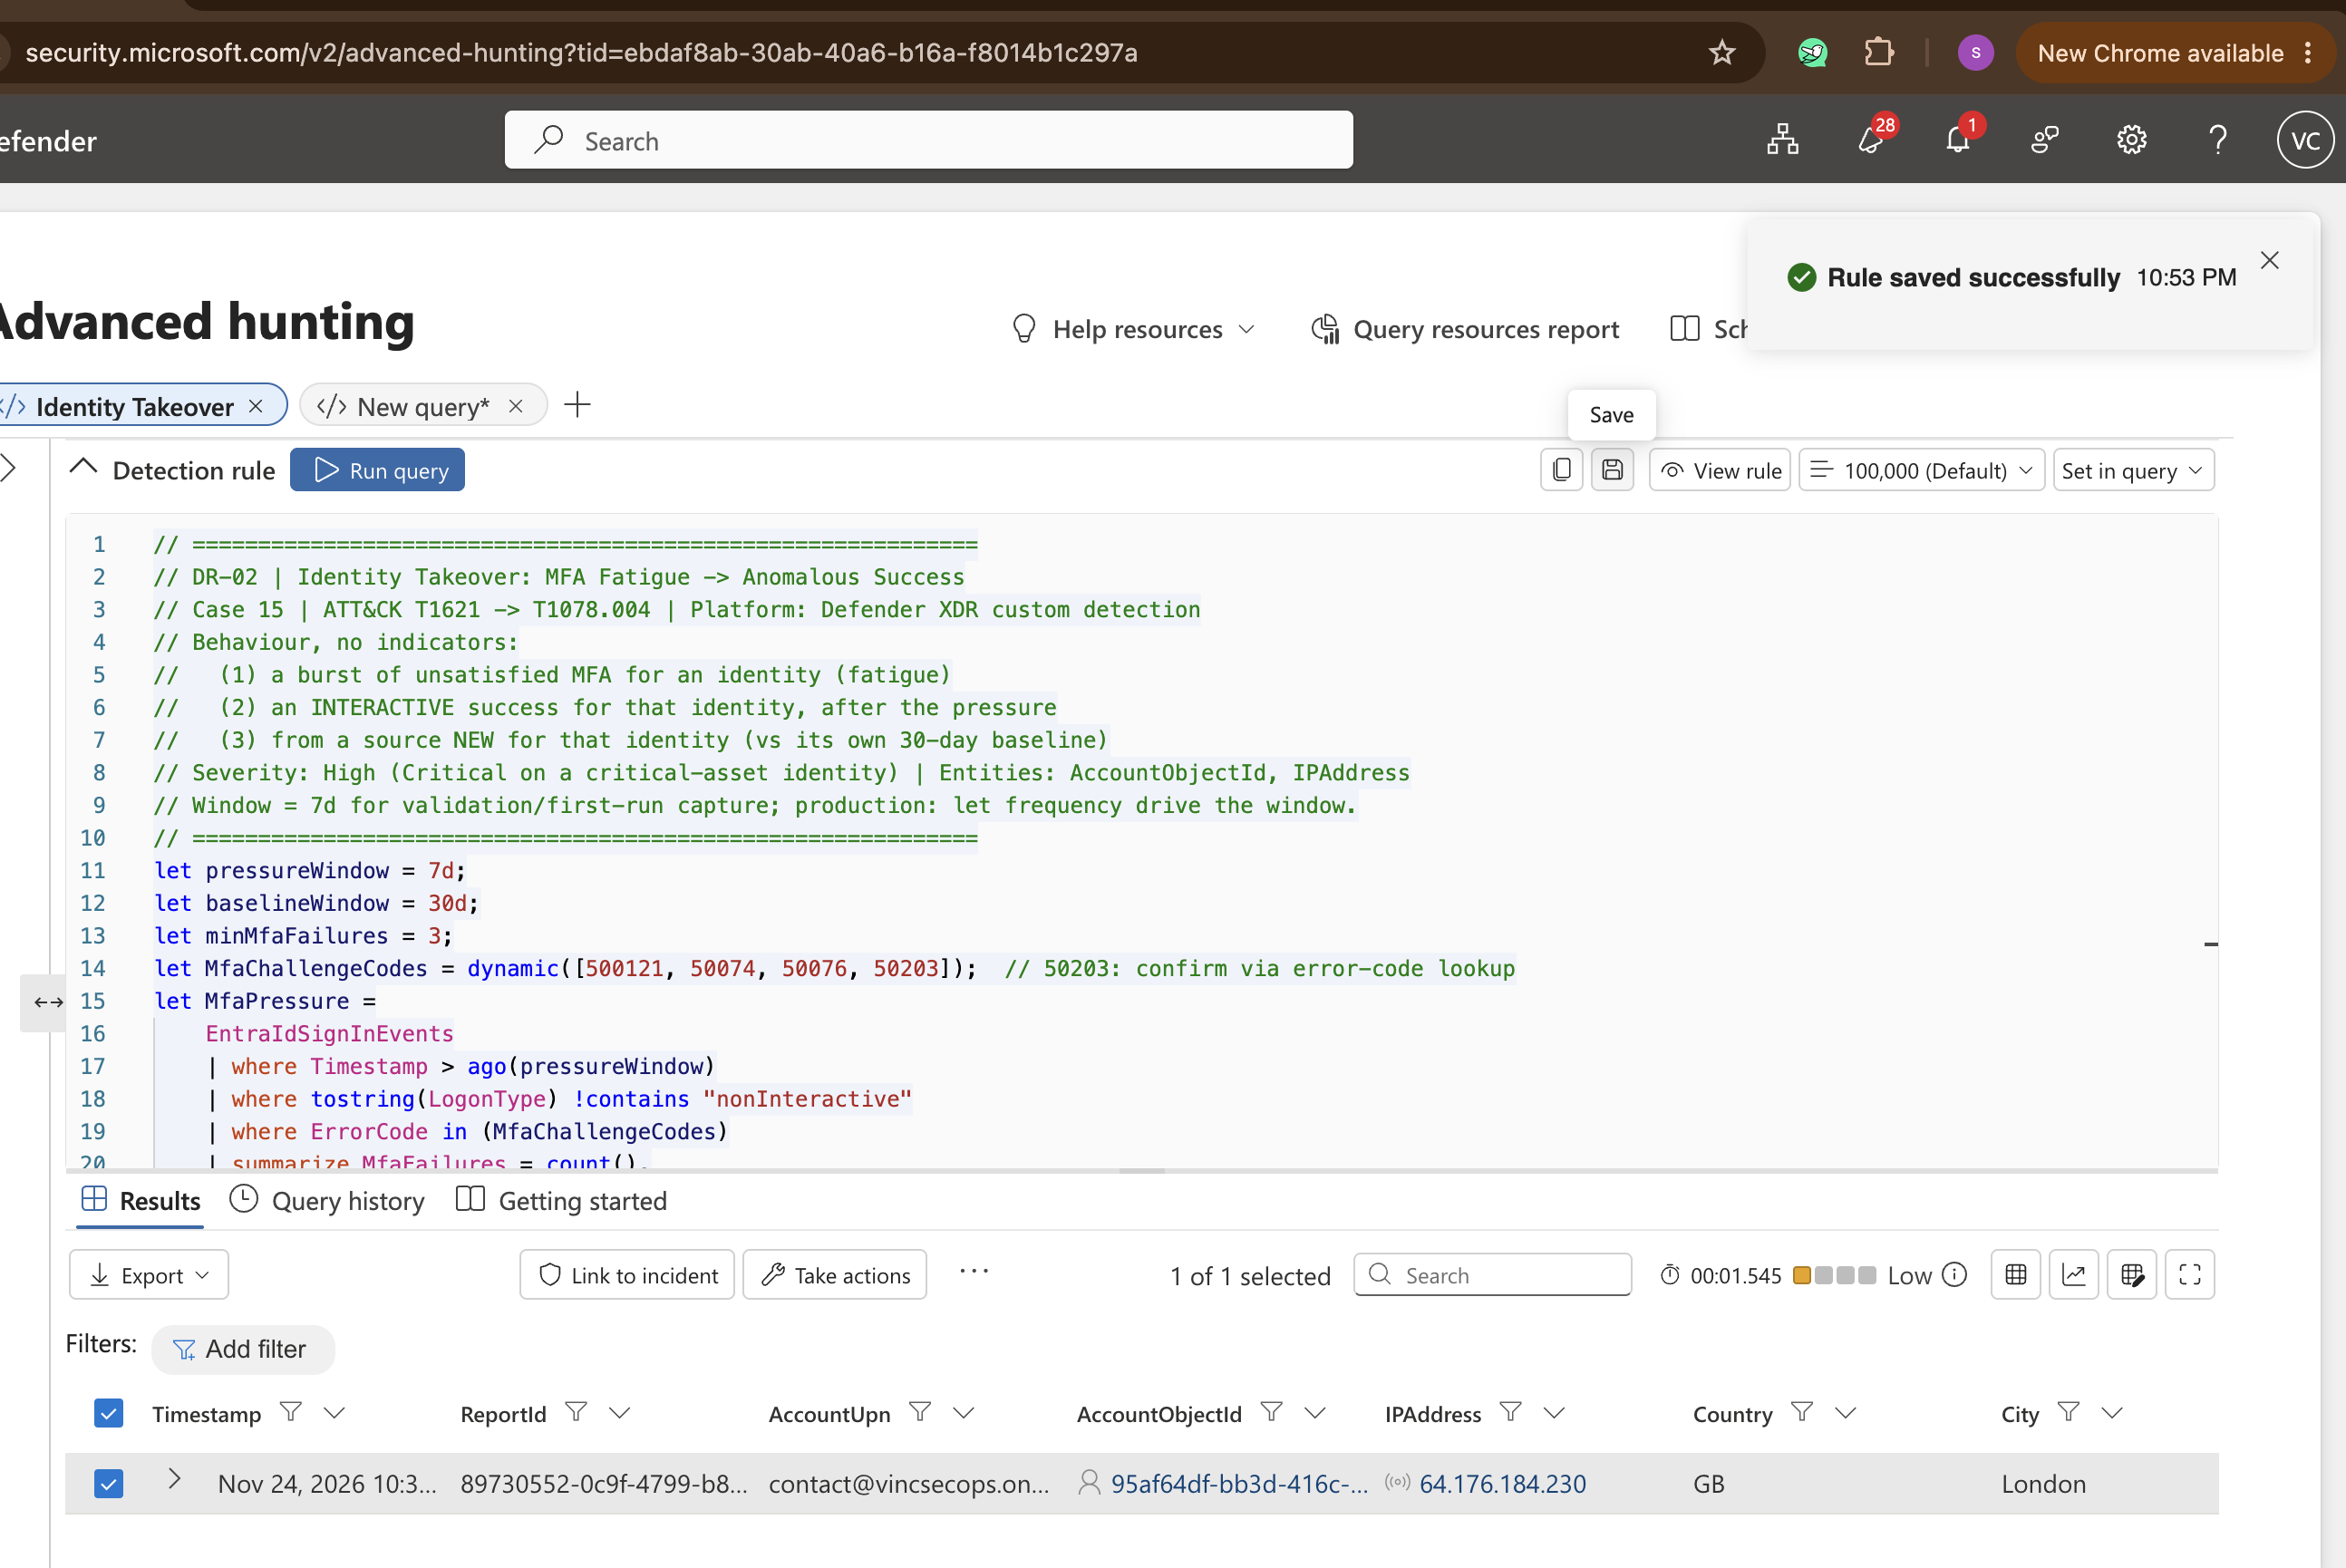 security.microsoft.com/v2/advanced-hunting?tid=ebdaf8ab-30ab-40a6-b16a-f8014b1c297a
S
New Chrome available
efender
Search
28
1
VC
Rule saved successfully 10:53 PM
Advanced hunting
Help resources
Query resources report
Sch
Identity Takeover
</> New query*
Save
Detection rule
Run query
View rule
100,000 (Default)
Set in query
1 // ============================================================
2 // DR-02 | Identity Takeover: MFA Fatigue -> Anomalous Success
3 // Case 15 | ATT&CK T1621 -> T1078.004 | Platform: Defender XDR custom detection
4 // Behaviour, no indicators:
5 //   (1) a burst of unsatisfied MFA for an identity (fatigue)
6 //   (2) an INTERACTIVE success for that identity, after the pressure
7 //   (3) from a source NEW for that identity (vs its own 30-day baseline)
8 // Severity: High (Critical on a critical-asset identity) | Entities: AccountObjectId, IPAddress
9 // Window = 7d for validation/first-run capture; production: let frequency drive the window.
10 // ============================================================
11 let pressureWindow = 7d;
12 let baselineWindow = 30d;
13 let minMfaFailures = 3;
14 let MfaChallengeCodes = dynamic([500121, 50074, 50076, 50203]);  // 50203: confirm via error-code lookup
15 let MfaPressure =
16     EntraIdSignInEvents
17     | where Timestamp > ago(pressureWindow)
18     | where tostring(LogonType) !contains "nonInteractive"
19     | where ErrorCode in (MfaChallengeCodes)
20     | summarize MfaFailures = count(),
Results
Query history
Getting started
Export
Link to incident
Take actions
...
1 of 1 selected
Search
00:01.545
Low
Filters:
Add filter
Timestamp ReportId AccountUpn AccountObjectId IPAddress Country City
Nov 24, 2026 10:3... 89730552-0c9f-4799-b8... contact@vincsecops.on... 95af64df-bb3d-416c-... 64.176.184.230 GB London